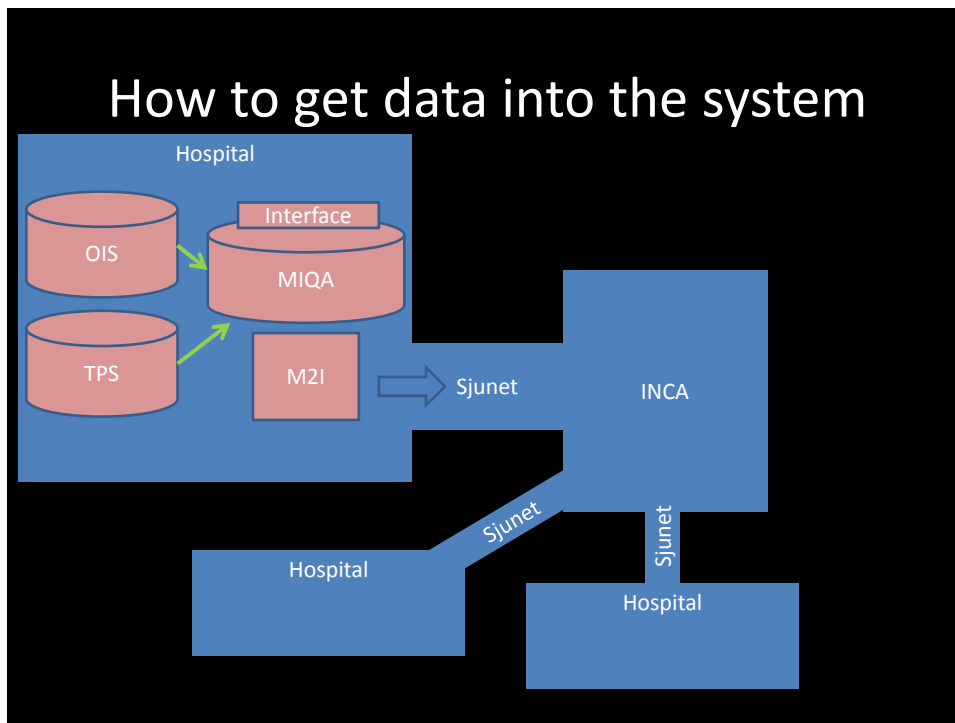 How to get data into the system
Hospital
Interface
OIS
MIQA
TPS
M2I
Sjunet
INCA
Sjunet
Sjunet
Hospital
Hospital